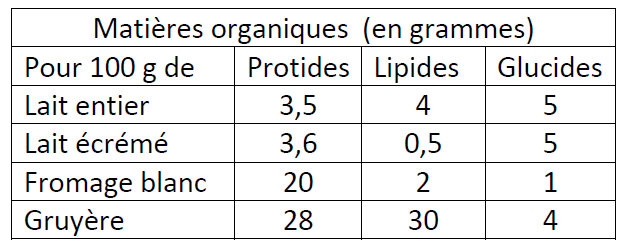 Matières organiques (en grammes)
Pour 100 g de Protides Lipides Glucides
Lait entier 3,5 4 5
Lait écrémé 3,6 0,5 5
Fromage blanc 20 2 1
Gruyère 28 30 4